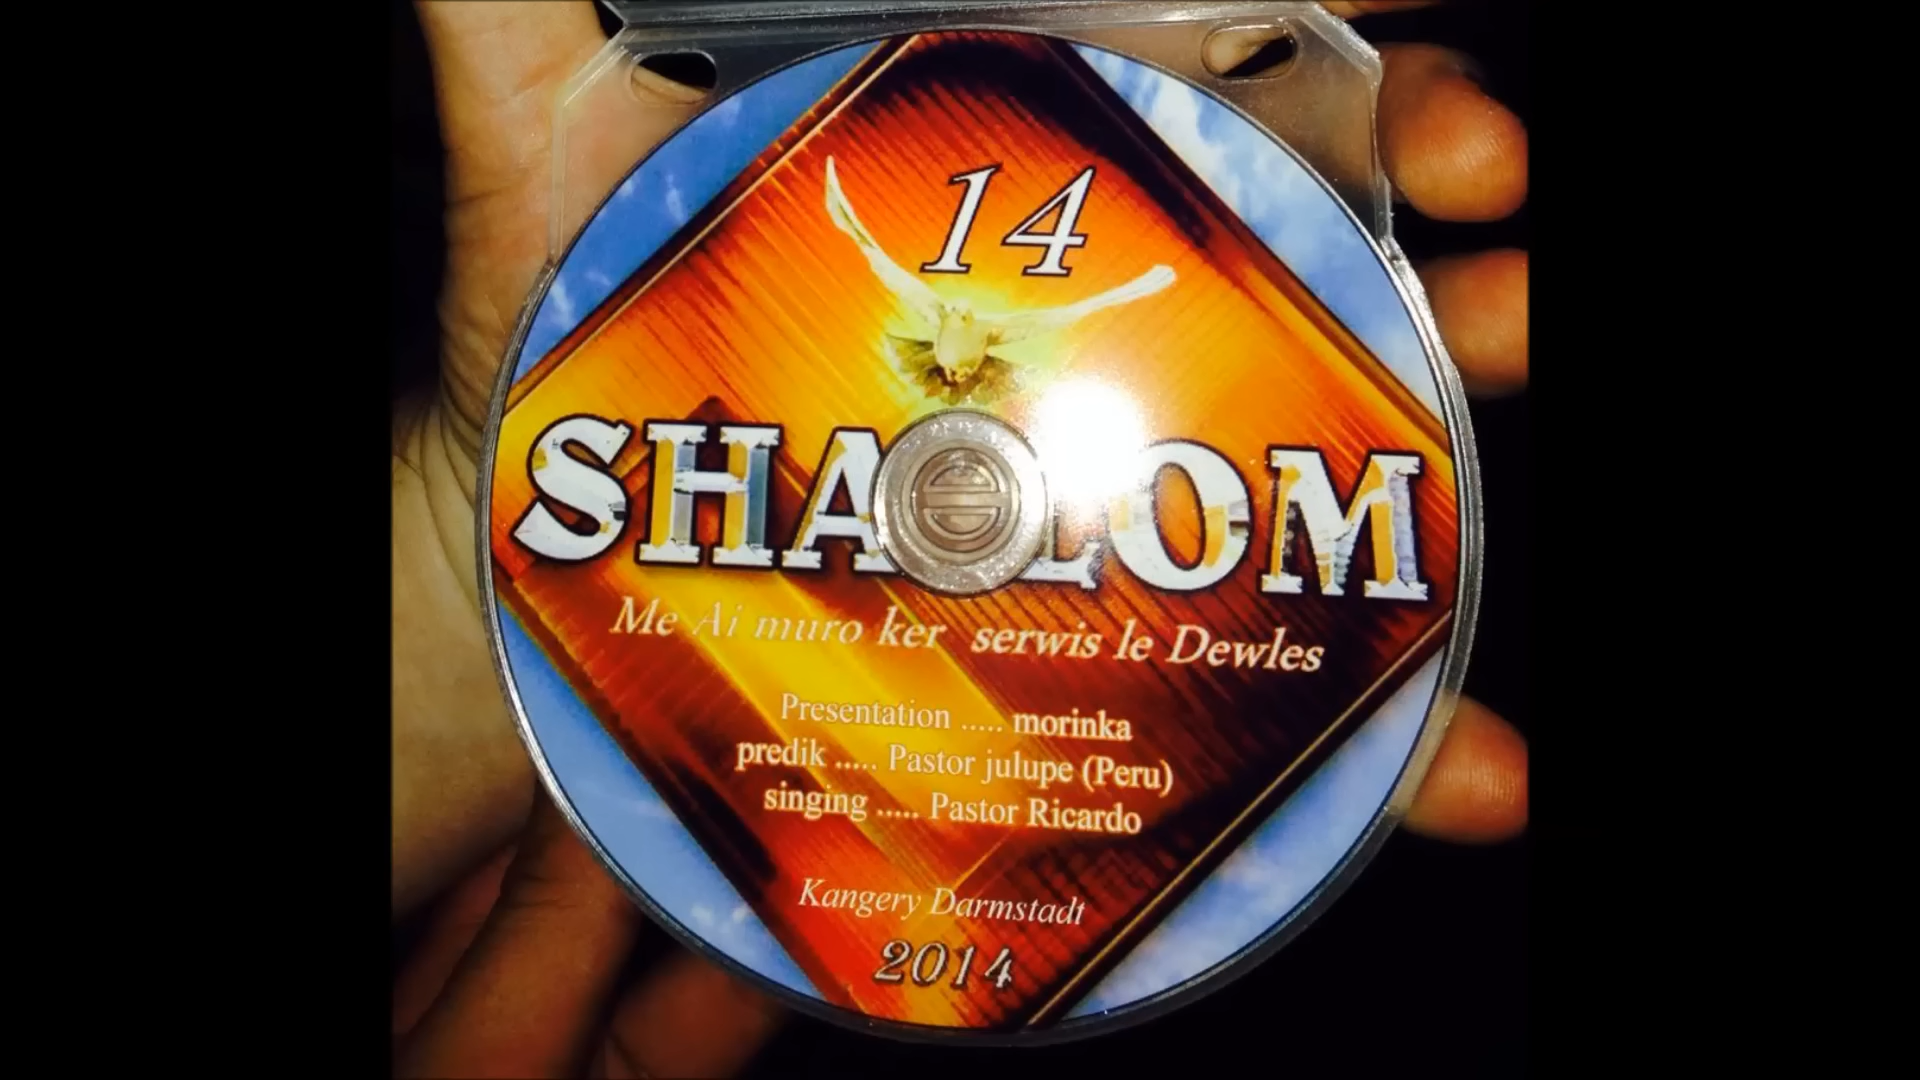 14
SHALOM
Me Ai muro ker serwis le Dewles
Presentation ..... morinka
predik ..... Pastor julupe (Peru)
singing ..... Pastor Ricardo
Kangery Darmstadt
2014